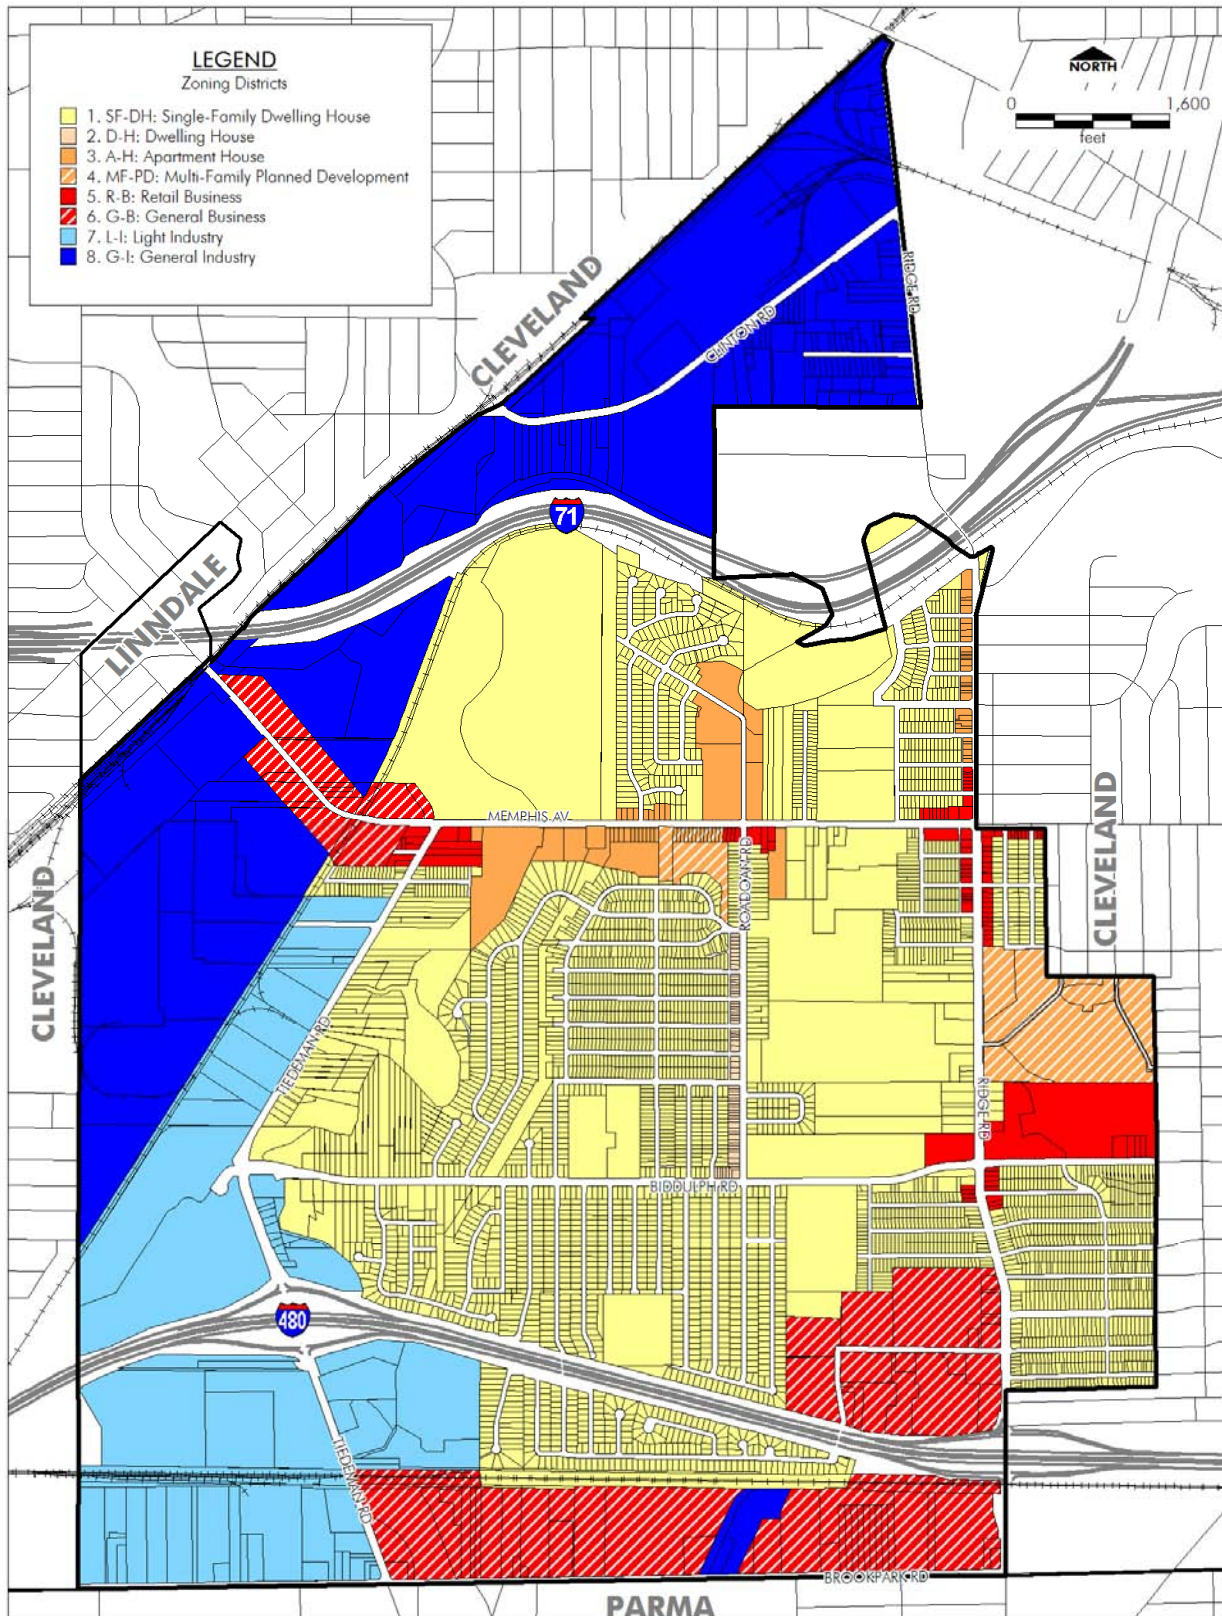 LEGEND
Zoning Districts
1. SF-DH: Single-Family Dwelling House
2. D-H: Dwelling House
3. A-H: Apartment House
4. MF-PD: Multi-Family Planned Development
5. R-B: Retail Business
6. G-B: General Business
7. L-I: Light Industry
8. G-I: General Industry
NORTH
0 1,600
feet
CLEVELAND
RIDGE RD
CLINTON RD
71
LINNDALE
MEMPHIS AV
ROADOAN RD
CLEVELAND
CLEVELAND
TIEDEMAN RD
RIDGE RD
BIDDULPH RD
480
TIEDEMAN RD
BROOKPARK RD
PARMA